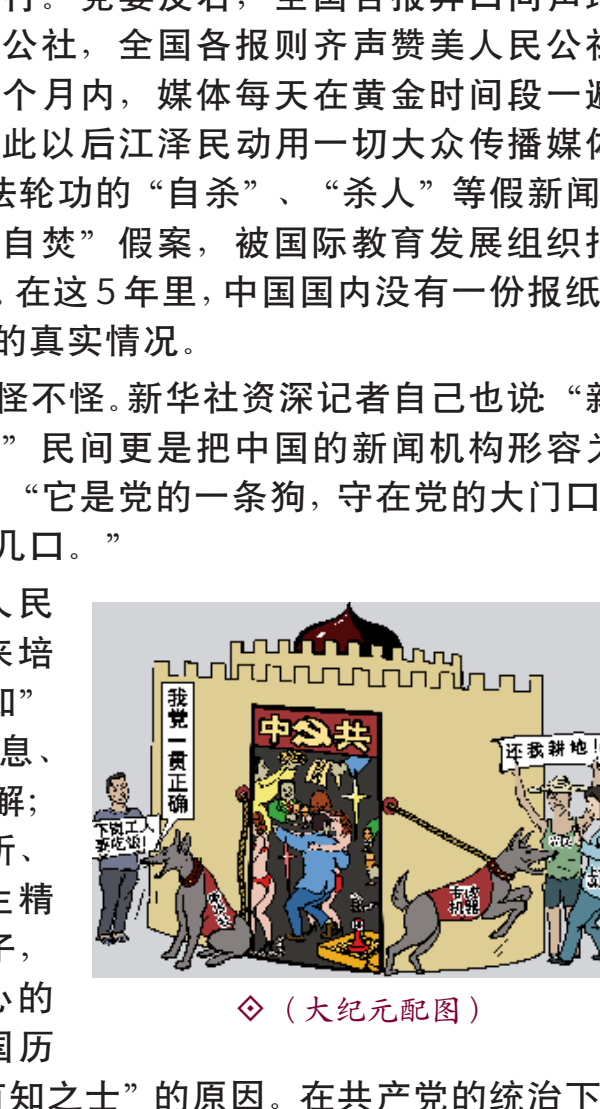 行。党委反右，全国各报异口同声地
公社，全国各报则齐声赞美人民公社
个月内，媒体每天在黄金时间段一遍
此以后江泽民动用一切大众传播媒体
法轮功的“自杀”、“杀人”等假新闻
自焚”假案，被国际教育发展组织指
在这5年里，中国国内没有一份报纸
的真实情况。
怪不怪。新华社资深记者自己也说：“新
”民间更是把中国的新闻机构形容为
“它是党的一条狗，守在党的大门口
几口。”
人民
来培
知”
息、
解；
析、
生精
子，
心的
国历
我党一贯正确
中共
还我耕地！
下岗工人
要吃饭！
专政
机器
（大纪元配图）
有知之士”的原因。在共产党的统治下